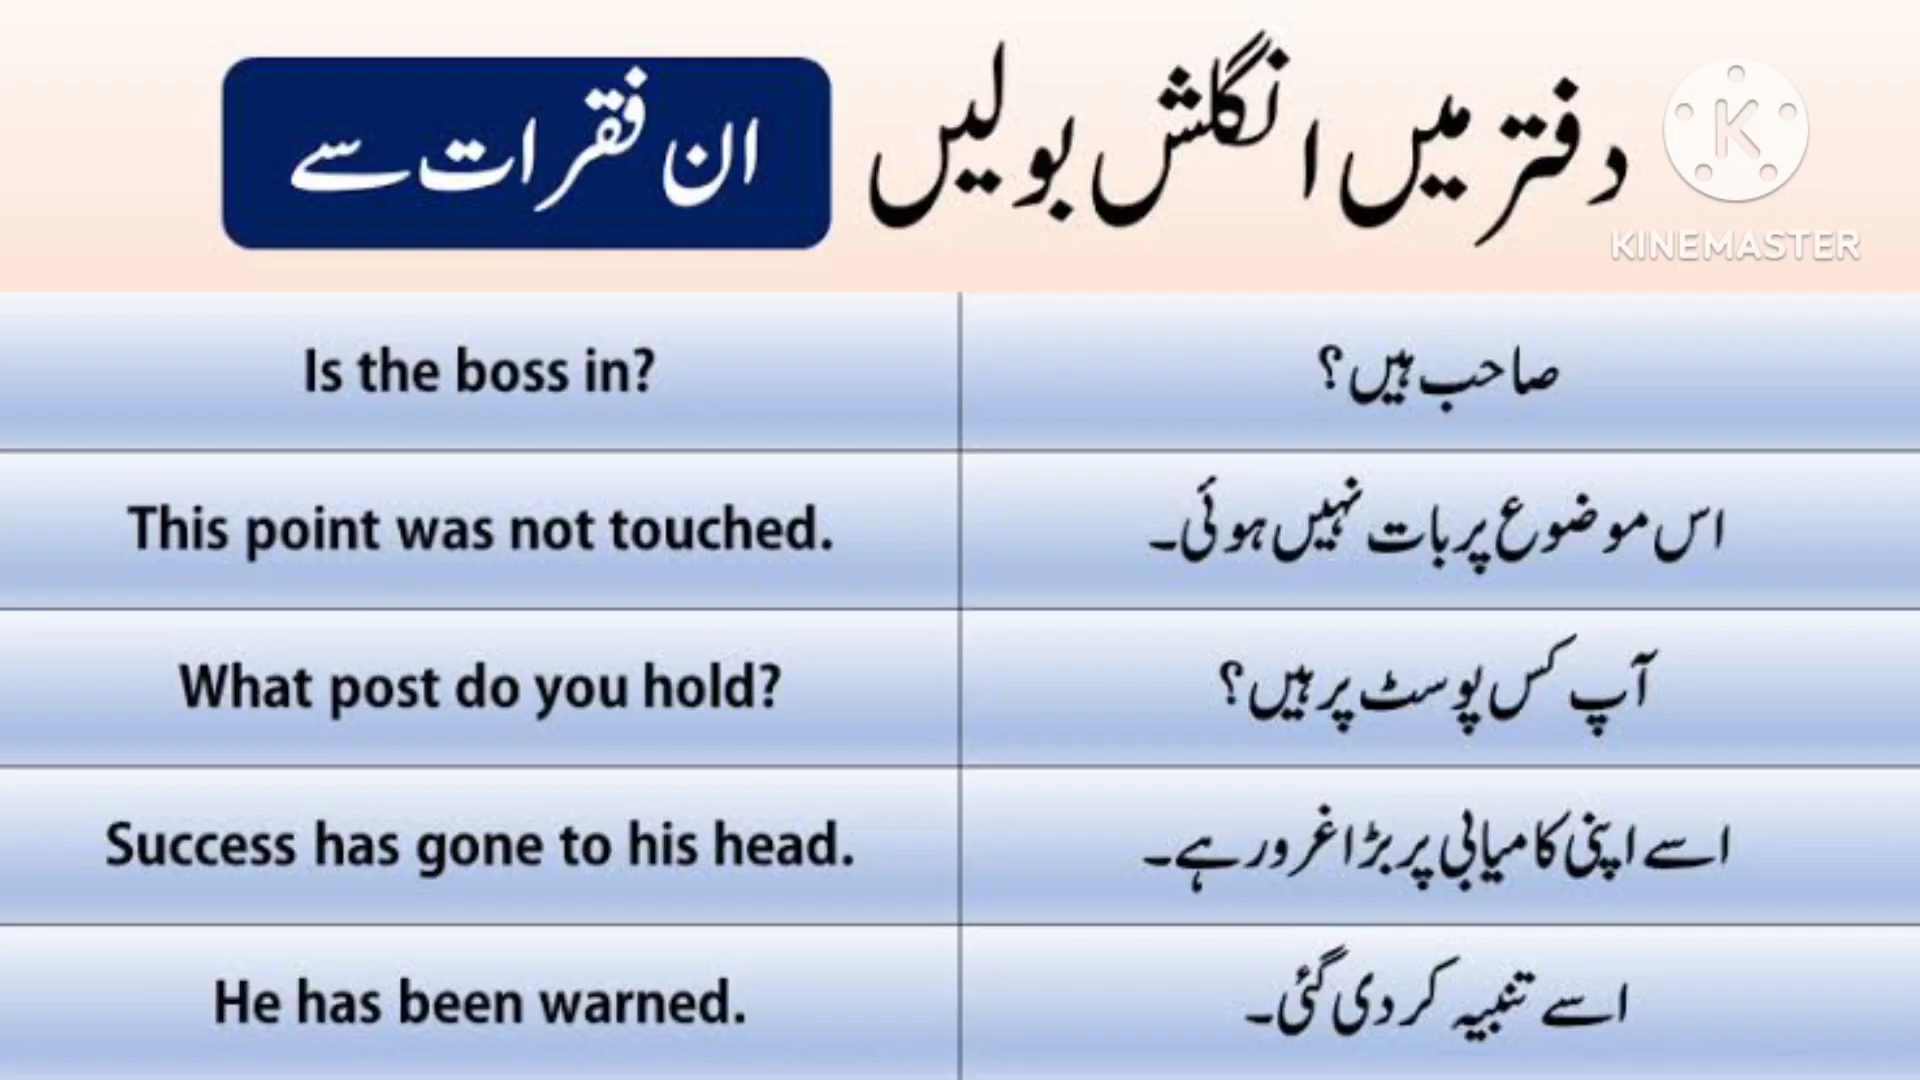 دفتر میں انگلش بولیں ان فقرات سے
K
KINEMASTER
Is the boss in? صاحب ہیں؟
This point was not touched. اس موضوع پر بات نہیں ہوئی۔
What post do you hold? آپ کس پوسٹ پر ہیں؟
Success has gone to his head. اسے اپنی کامیابی پر بڑا غرور ہے۔
He has been warned. اسے تنبیہ کر دی گئی۔